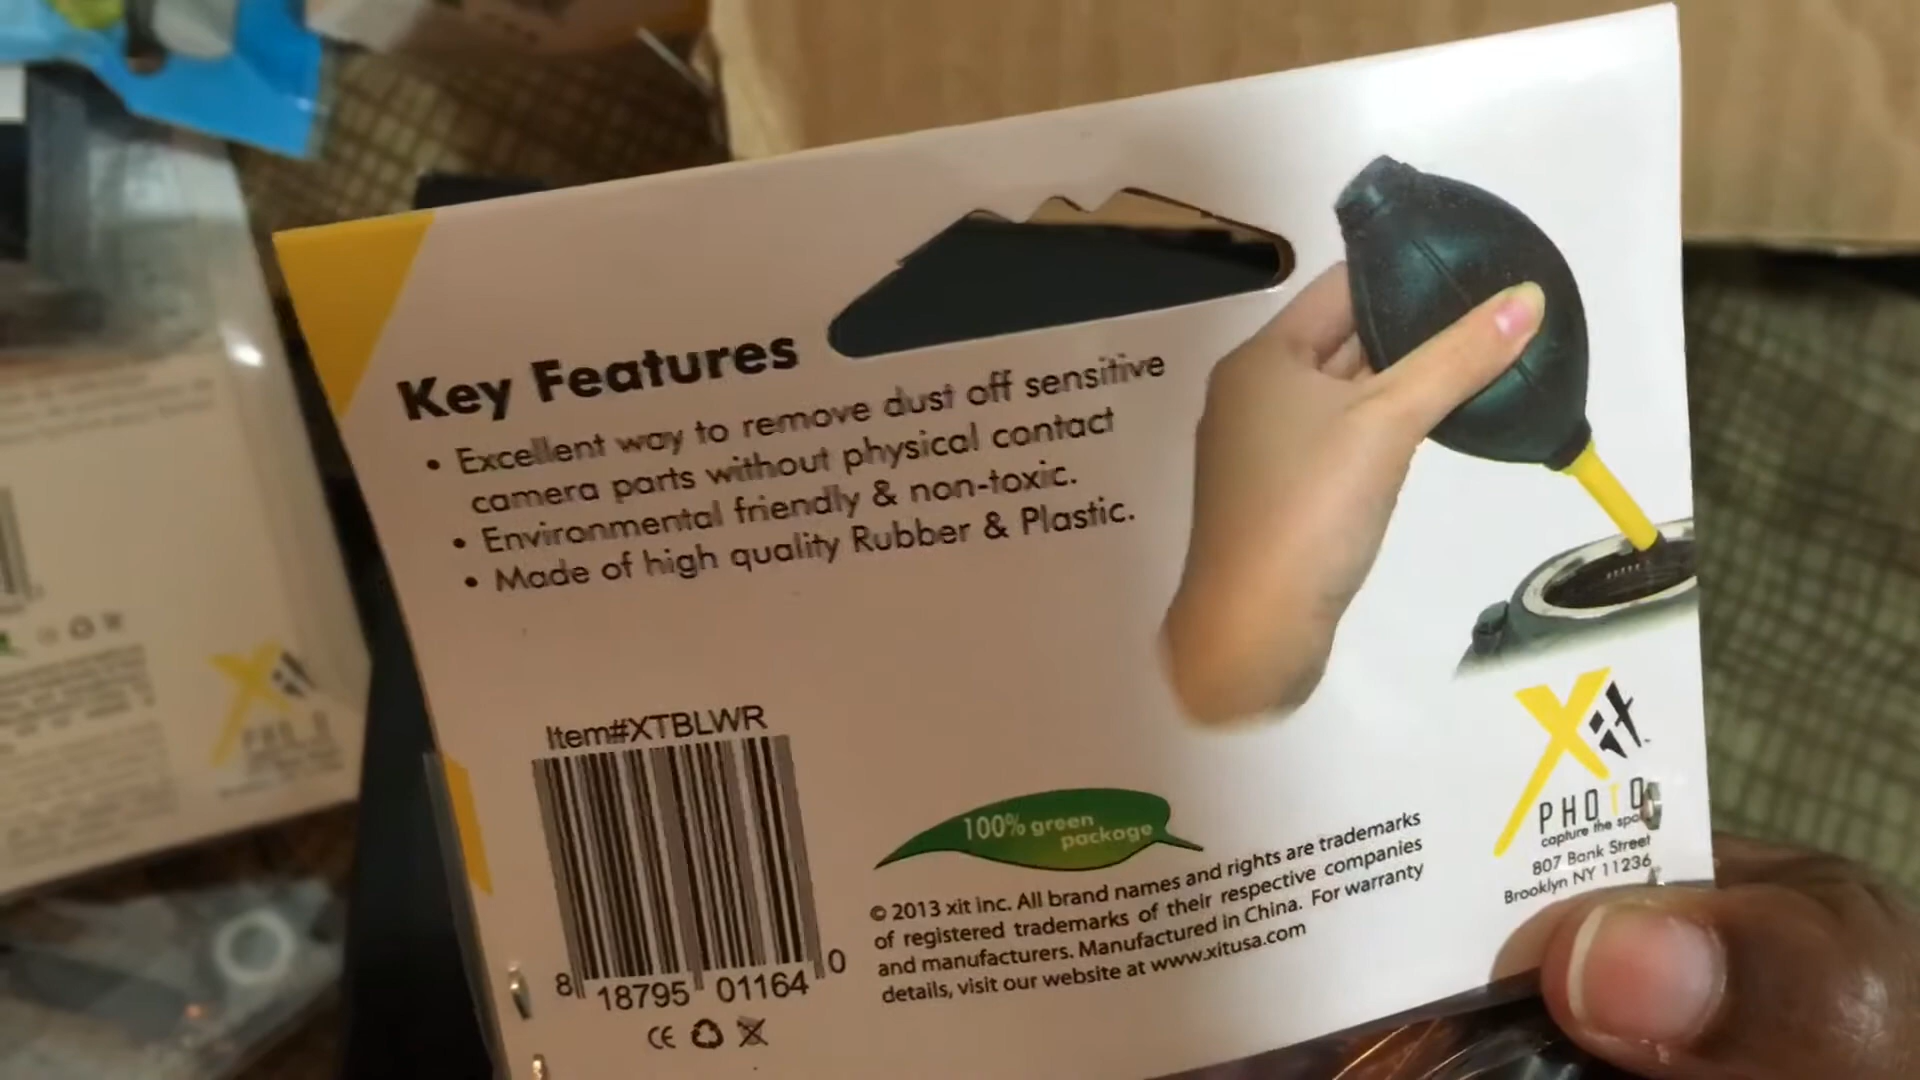 Key Features
• Excellent way to remove dust off sensitive
camera parts without physical contact
• Environmental friendly & non-toxic.
• Made of high quality Rubber & Plastic.
Item#XTBLWR
8 18795 01164 0
CE
100% green
package
© 2013 xit inc. All brand names and rights are trademarks
of registered trademarks of their respective companies
and manufacturers. Manufactured in China. For warranty
details, visit our website at www.xitusa.com
Xit
PHOTO
capture the
807 Bank Street
Brooklyn NY 11236
Xit